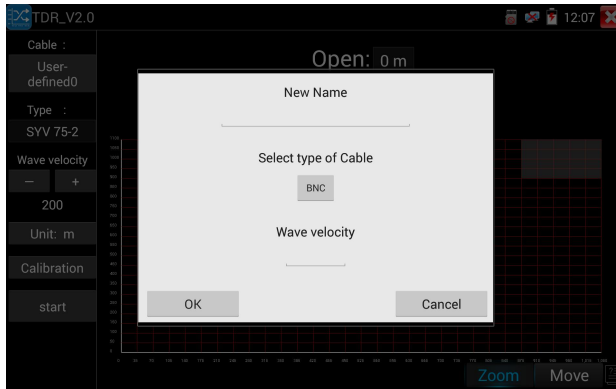 TDR_V2.0
12:07
Cable :
User-
defined0
Type :
SYV 75-2
Wave velocity
— +
200
Unit: m
Calibration
start
Open: 0 m
New Name
Select type of Cable
BNC
Wave velocity
OK
Cancel
Zoom
Move